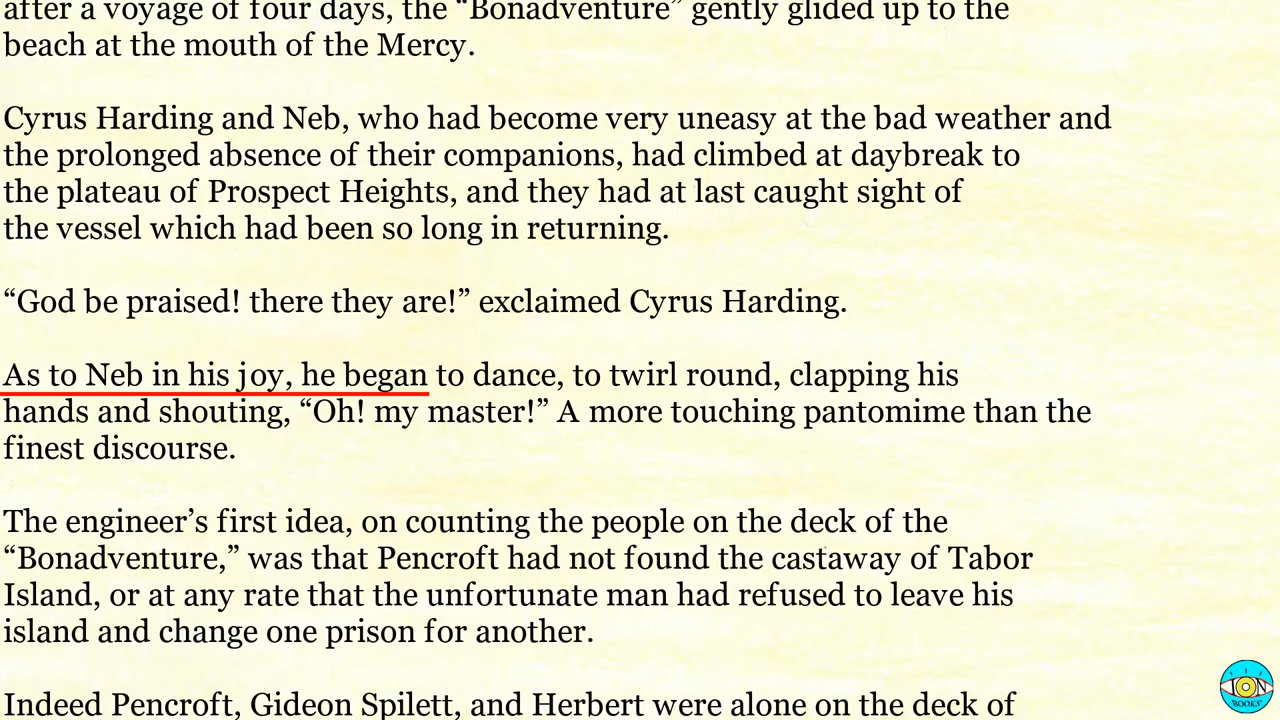 after a voyage of four days, the “Bonadventure” gently glided up to the
beach at the mouth of the Mercy.
Cyrus Harding and Neb, who had become very uneasy at the bad weather and
the prolonged absence of their companions, had climbed at daybreak to
the plateau of Prospect Heights, and they had at last caught sight of
the vessel which had been so long in returning.
“God be praised! there they are!” exclaimed Cyrus Harding.
As to Neb in his joy, he began to dance, to twirl round, clapping his
hands and shouting, “Oh! my master!” A more touching pantomime than the
finest discourse.
The engineer’s first idea, on counting the people on the deck of the
“Bonadventure,” was that Pencroft had not found the castaway of Tabor
Island, or at any rate that the unfortunate man had refused to leave his
island and change one prison for another.
Indeed Pencroft, Gideon Spilett, and Herbert were alone on the deck of
ION
BOOKS